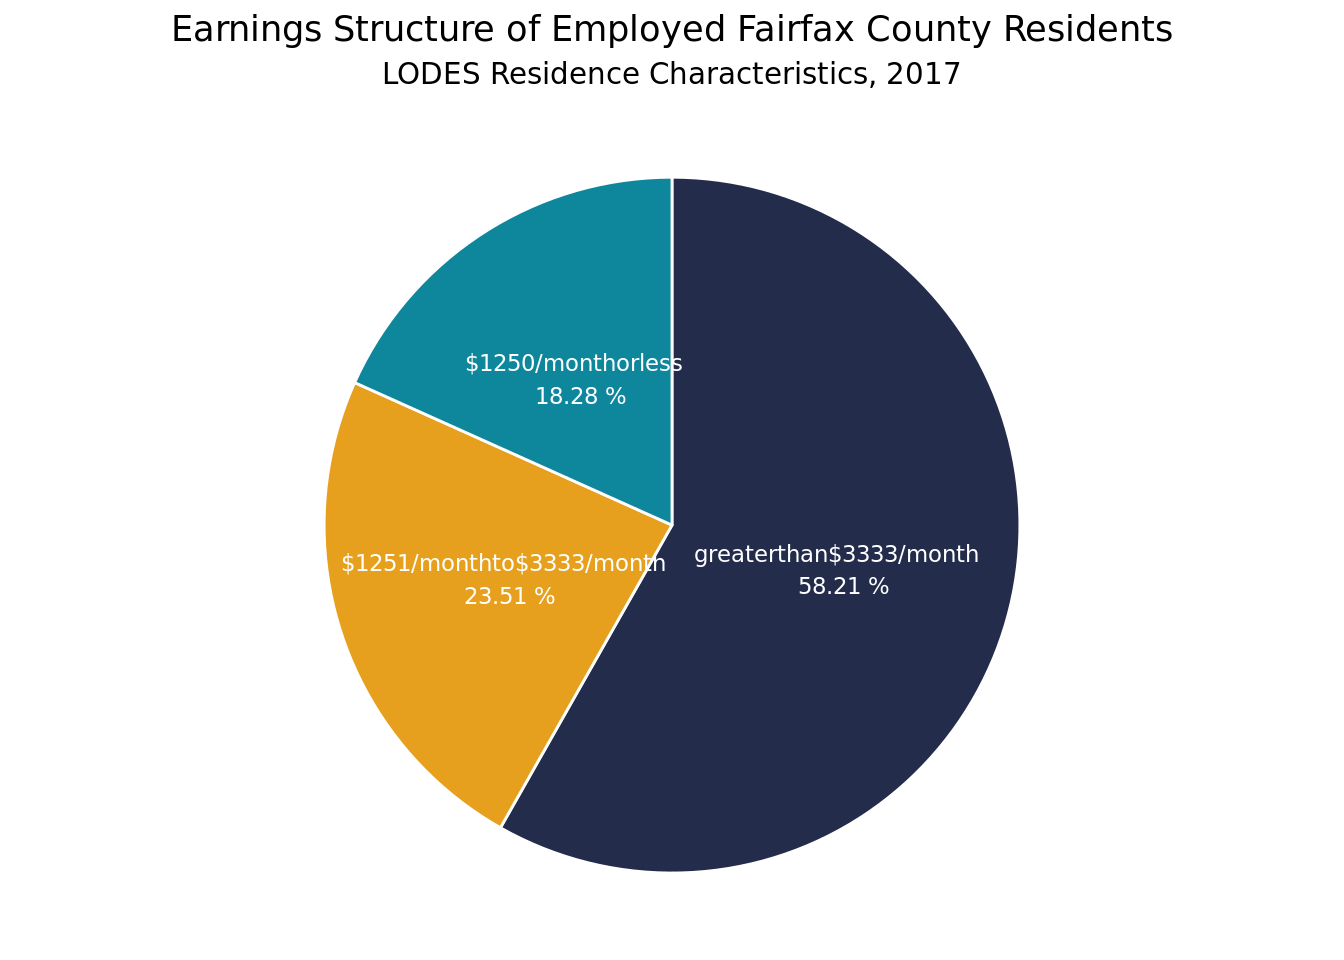 Earnings Structure of Employed Fairfax County Residents
LODES Residence Characteristics, 2017
$1250/monthorless
18.28 %
$1251/monthto$3333/month
23.51 %
greaterthan$3333/month
58.21 %